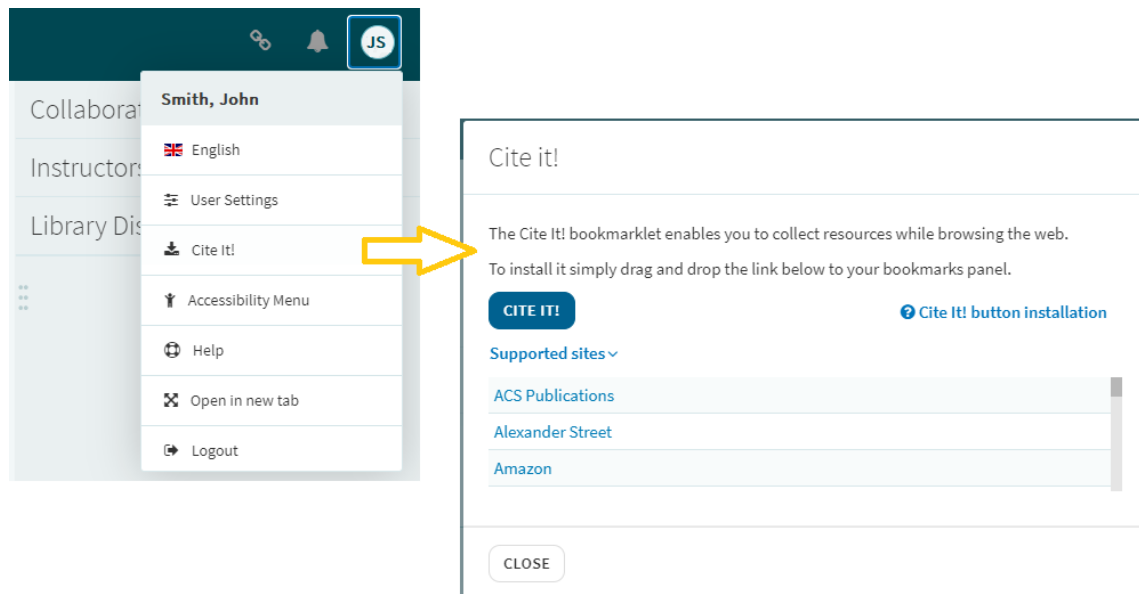 JS
Collaborat
Instructors
Library Dis
Smith, John
English
User Settings
Cite It!
Accessibility Menu
Help
Open in new tab
Logout
Cite it!
The Cite It! bookmarklet enables you to collect resources while browsing the web.
To install it simply drag and drop the link below to your bookmarks panel.
CITE IT!
Cite It! button installation
Supported sites
ACS Publications
Alexander Street
Amazon
CLOSE